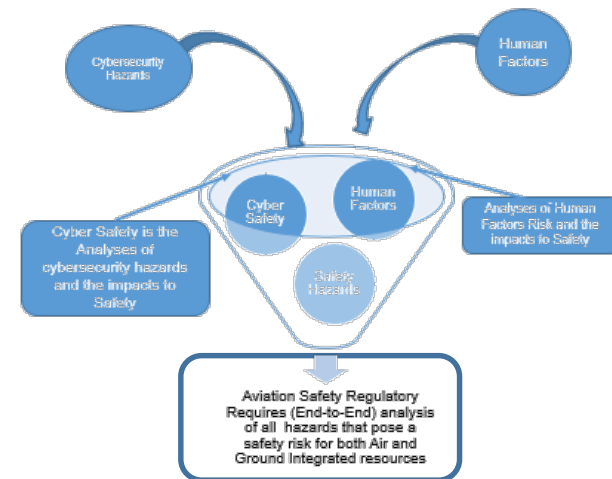 Cybersecurity
Hazards
Human
Factors
Cyber
Safety
Human
Factors
Safety
Hazards
Cyber Safety is the
Analyses of
cybersecurity hazards
and the impacts to
Safety
Analyses of Human
Factors Risk and the
impacts to Safety
Aviation Safety Regulatory
Requires (End-to-End) analysis
of all hazards that pose a
safety risk for both Air and
Ground Integrated resources